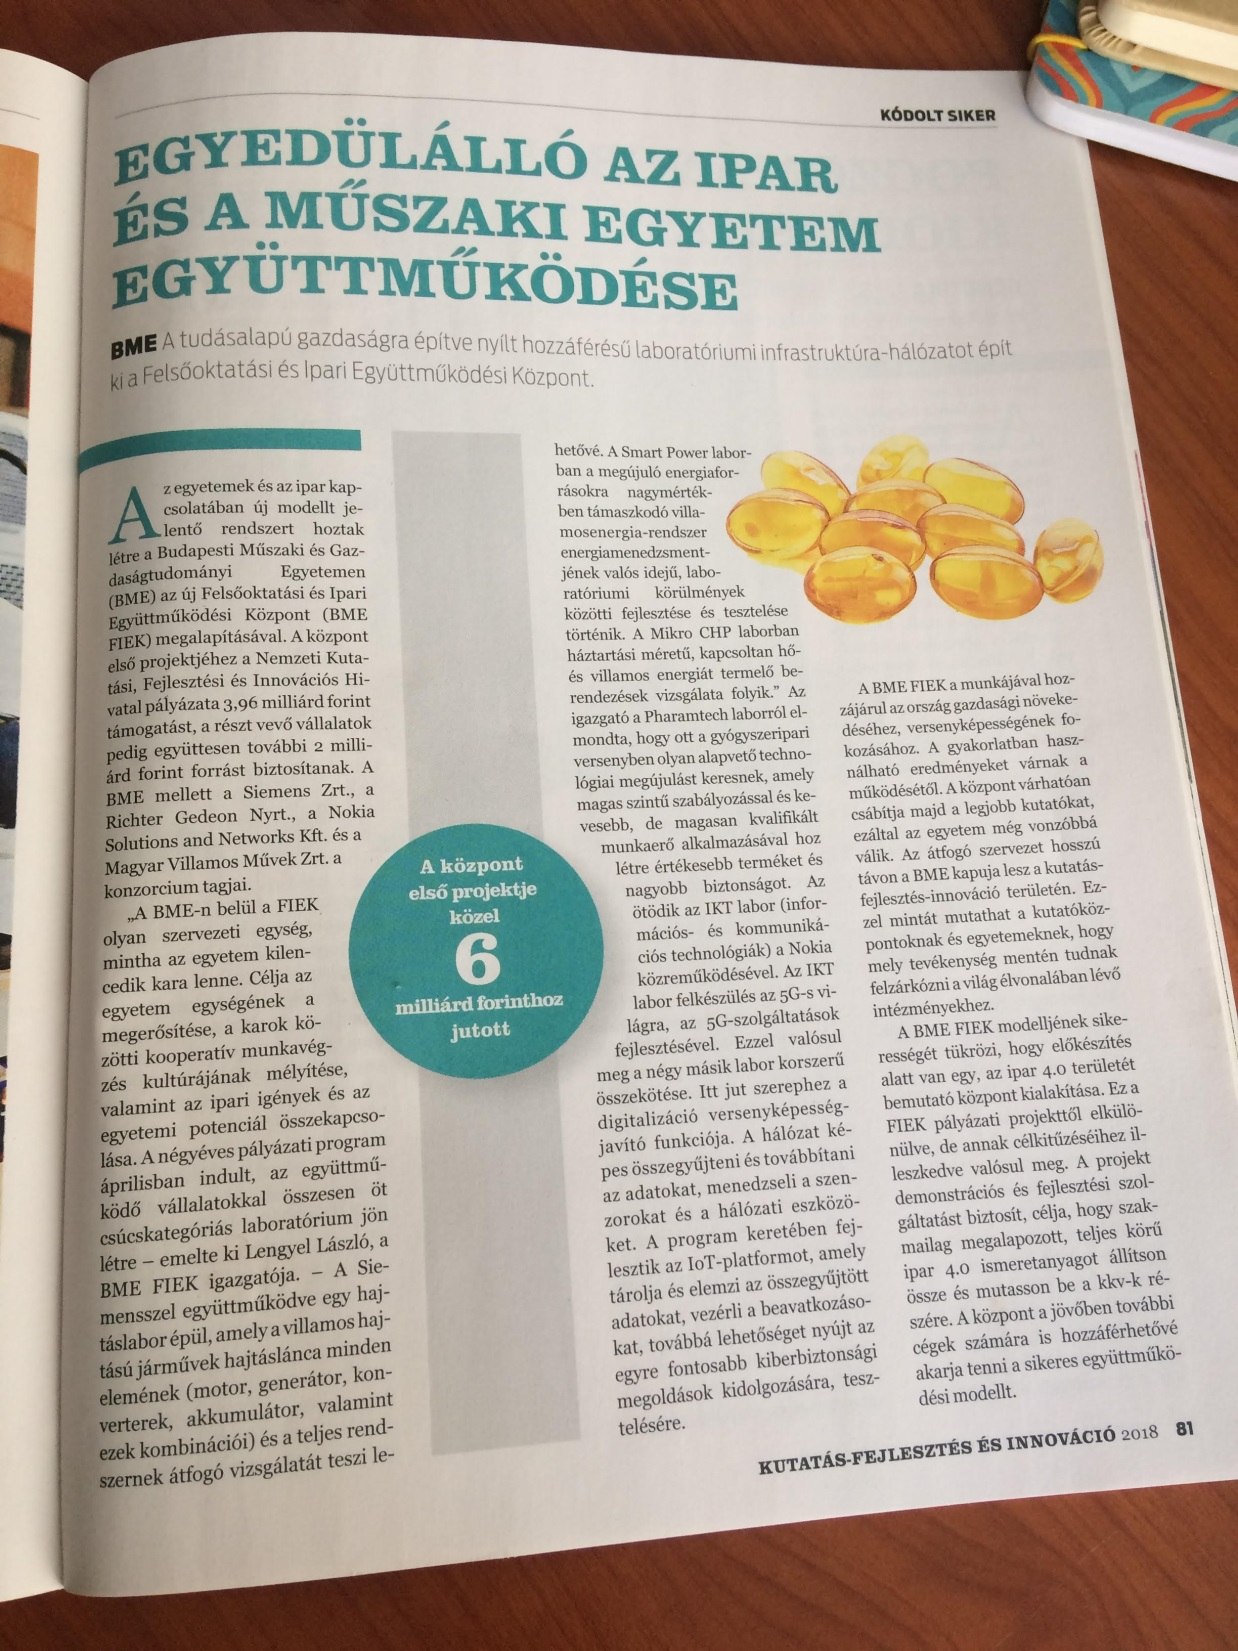 KÓDOLT SIKER
EGYEDÜLÁLLÓ AZ IPAR
ÉS A MŰSZAKI EGYETEM
EGYÜTTMŰKÖDÉSE
BME A tudásalapú gazdaságra építve nyílt hozzáférésű laboratóriumi infrastruktúra-hálózatot épít
ki a Felsőoktatási és Ipari Együttműködési Központ.
Az egyetemek és az ipar kap-
csolatában új modellt je-
lentő rendszert hoztak
létre a Budapesti Műszaki és Gaz-
daságtudományi Egyetemen
(BME) az új Felsőoktatási és Ipari
Együttműködési Központ (BME
FIEK) megalapításával. A központ
első projektjéhez a Nemzeti Kuta-
tási, Fejlesztési és Innovációs Hi-
vatal pályázata 3,96 milliárd forint
támogatást, a részt vevő vállalatok
pedig együttesen további 2 milli-
árd forint forrást biztosítanak. A
BME mellett a Siemens Zrt., a
Richter Gedeon Nyrt., a Nokia
Solutions and Networks Kft. és a
Magyar Villamos Művek Zrt. a
konzorcium tagjai.
„A BME-n belül a FIEK
olyan szervezeti egység,
mintha az egyetem kilen-
cedik kara lenne. Célja az
egyetem egységének a
megerősítése, a karok kö-
zötti kooperatív munkavég-
zés kultúrájának mélyítése,
valamint az ipari igények és az
egyetemi potenciál összekapcso-
lása. A négyéves pályázati program
áprilisban indult, az együttmű-
ködő vállalatokkal összesen öt
csúcskategóriás laboratórium jön
létre – emelte ki Lengyel László, a
BME FIEK igazgatója. – A Sie-
mensszel együttműködve egy haj-
táslabor épül, amely a villamos haj-
tású járművek hajtáslánca minden
elemének (motor, generátor, kon-
verterek, akkumulátor, valamint
ezek kombinációi) és a teljes rend-
szernek átfogó vizsgálatát teszi le-
A központ
első projektje
közel
6
milliárd forinthoz
jutott
hetővé. A Smart Power labor-
ban a megújuló energiafor-
rásokra nagymérték-
ben támaszkodó villa-
mosenergia-rendszer
energiamenedzsment-
jének valós idejű, labo-
ratóriumi körülmények
közötti fejlesztése és tesztelése
történik. A Mikro CHP laborban
háztartási méretű, kapcsoltan hő-
és villamos energiát termelő be-
rendezések vizsgálata folyik.” Az
igazgató a Pharamtech laborról el-
mondta, hogy ott a gyógyszeripari
versenyben olyan alapvető techno-
lógiai megújulást keresnek, amely
magas szintű szabályozással és ke-
vesebb, de magasan kvalifikált
munkaerő alkalmazásával hoz
létre értékesebb terméket és
nagyobb biztonságot. Az
ötödik az IKT labor (infor-
mációs- és kommuniká-
ciós technológiák) a Nokia
közreműködésével. Az IKT
labor felkészülés az 5G-s vi-
lágra, az 5G-szolgáltatások
fejlesztésével. Ezzel valósul
meg a négy másik labor korszerű
összekötése. Itt jut szerephez a
digitalizáció versenyképesség-
javító funkciója. A hálózat ké-
pes összegyűjteni és továbbítani
az adatokat, menedzseli a szen-
zorokat és a hálózati eszközö-
ket. A program keretében fej-
lesztik az IoT-platformot, amely
tárolja és elemzi az összegyűjtött
adatokat, vezérli a beavatkozáso-
kat, továbbá lehetőséget nyújt az
egyre fontosabb kiberbiztonsági
megoldások kidolgozására, tesz-
telésére.
A BME FIEK a munkájával hoz-
zájárul az ország gazdasági növeke-
déséhez, versenyképességének fo-
kozásához. A gyakorlatban hasz-
nálható eredményeket várnak a
működésétől. A központ várhatóan
csábítja majd a legjobb kutatókat,
ezáltal az egyetem még vonzóbbá
válik. Az átfogó szervezet hosszú
távon a BME kapuja lesz a kutatás-
fejlesztés-innováció területén. Ez-
zel mintát mutathat a kutatóköz-
pontoknak és egyetemeknek, hogy
mely tevékenység mentén tudnak
felzárkózni a világ élvonalában lévő
intézményekhez.
A BME FIEK modelljének sike-
rességét tükrözi, hogy előkészítés
alatt van egy, az ipar 4.0 területét
bemutató központ kialakítása. Ez a
FIEK pályázati projekttől elkülö-
nülve, de annak célkitűzéséihez il-
leszkedve valósul meg. A projekt
demonstrációs és fejlesztési szol-
gáltatást biztosít, célja, hogy szak-
mailag megalapozott, teljes körű
ipar 4.0 ismeretanyagot állítson
össze és mutasson be a kkv-k ré-
szére. A központ a jövőben további
cégek számára is hozzáférhetővé
akarja tenni a sikeres együttműkö-
dési modellt.
KUTATÁS-FEJLESZTÉS ÉS INNOVÁCIÓ 2018 81